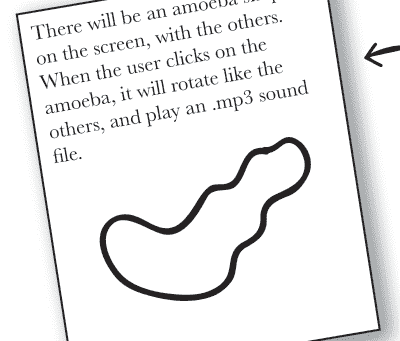 There will be an amoeba
on the screen, with the others.
When the user clicks on the
amoeba, it will rotate like the
others, and play an .mp3 sound
file.